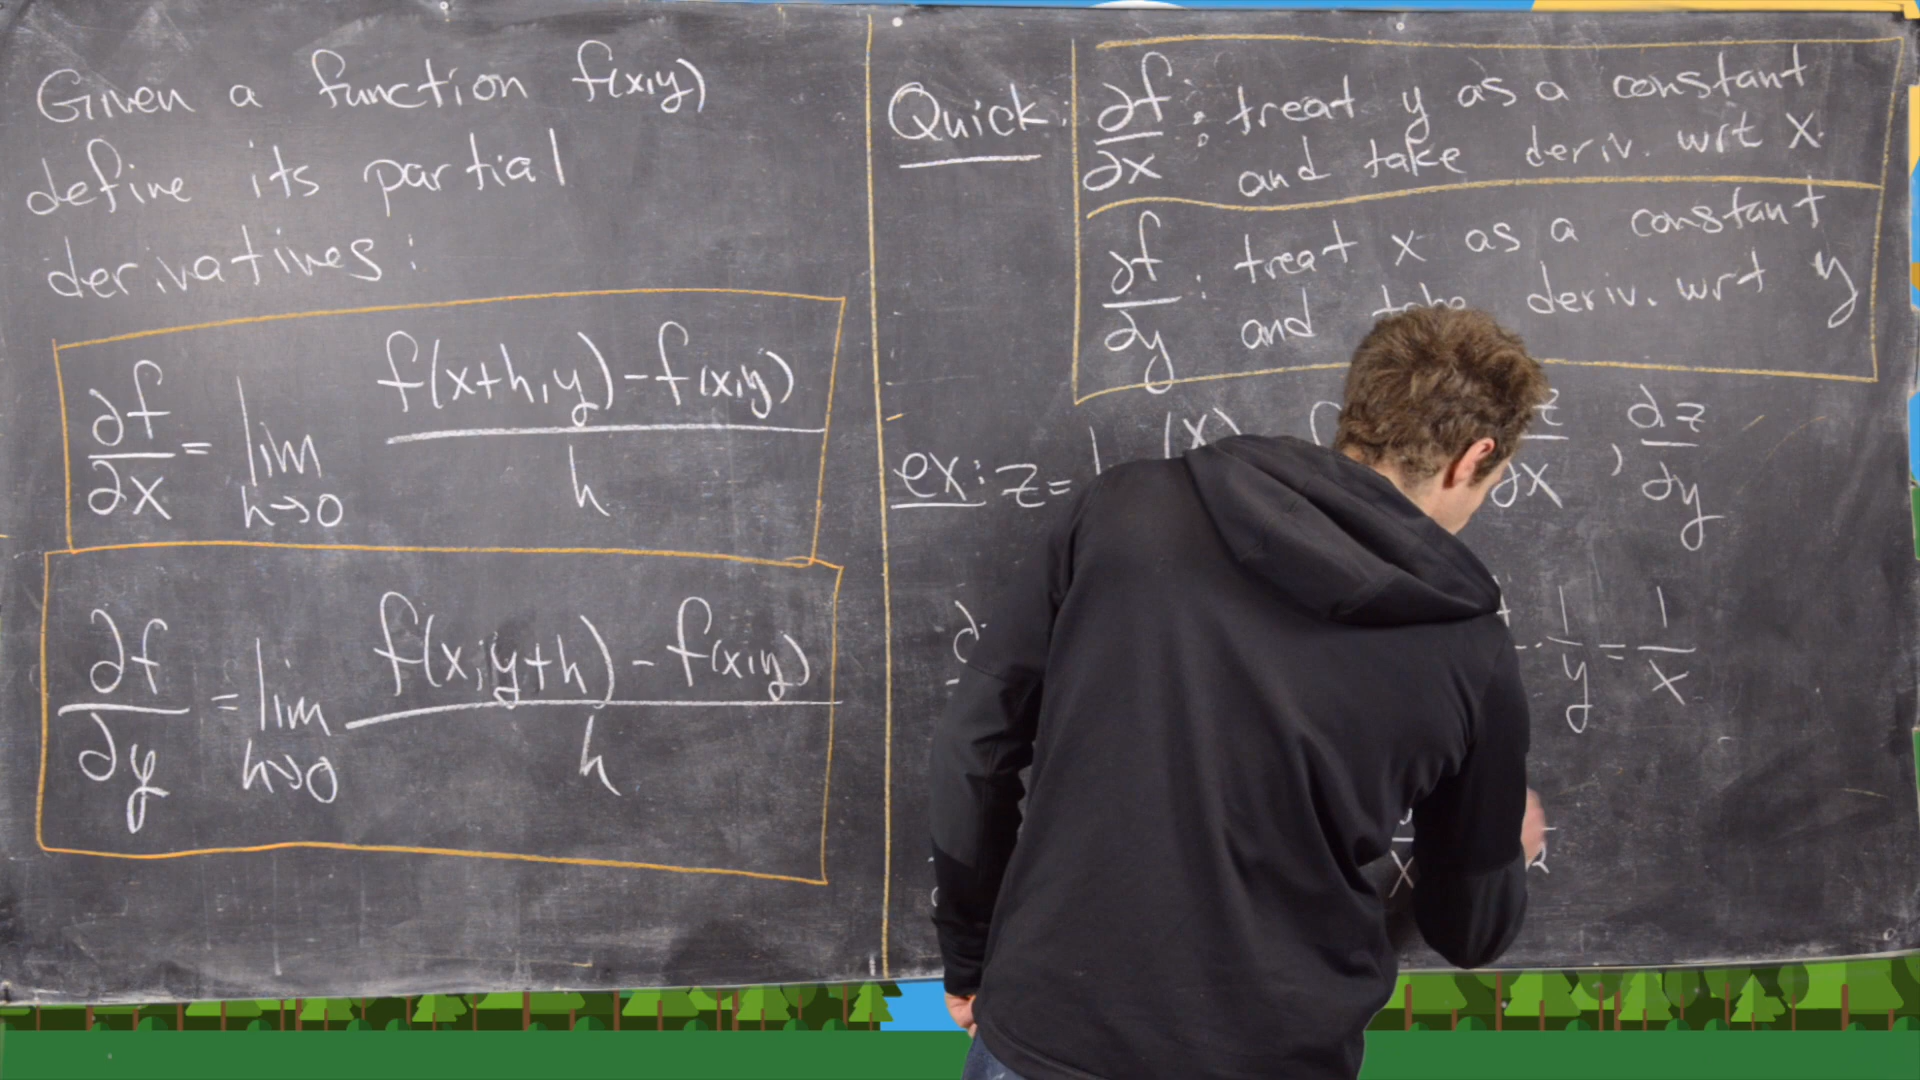 Given a function f(x,y)
define its partial
derivatives:
∂f/∂x = lim h→0 (f(x+h,y) - f(x,y))/h
∂f/∂y = lim h→0 (f(x,y+h) - f(x,y))/h
Quick:
∂f/∂x : treat y as a constant
and take deriv. wrt x.
∂f/∂y : treat x as a constant
and take deriv. wrt y
ex: z = (x ∂x , ∂z/∂y
∂ · 1/y = 1/x
x 2